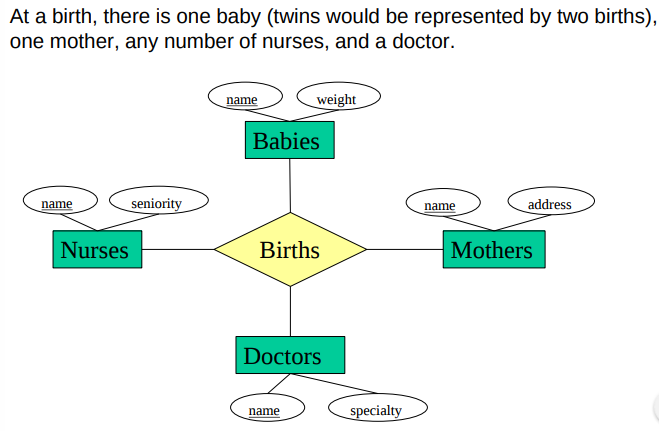 At a birth, there is one baby (twins would be represented by two births),
one mother, any number of nurses, and a doctor.
name
weight
Babies
name
seniority
name
address
Nurses
Births
Mothers
Doctors
name
specialty